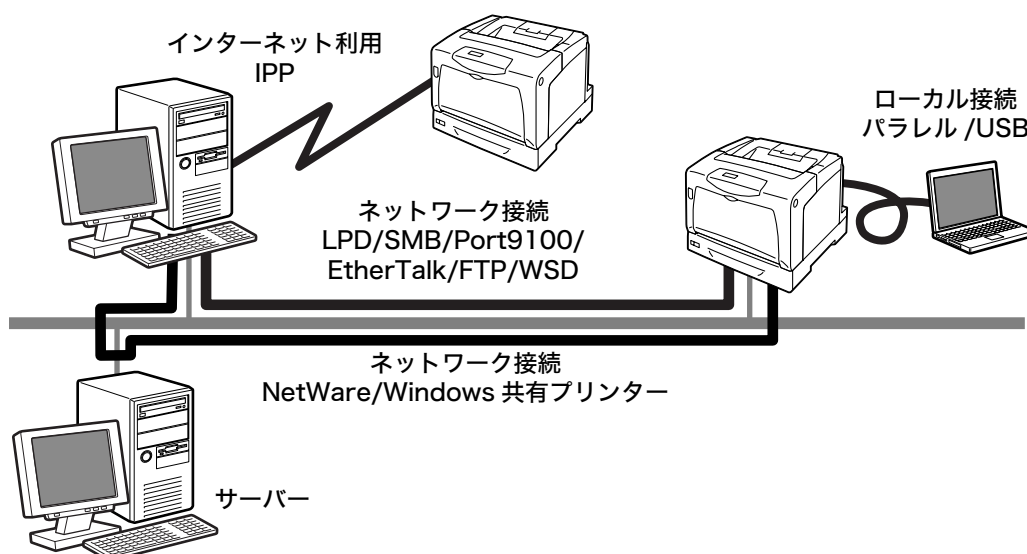 インターネット利用
IPP
ローカル接続
パラレル /USB
ネットワーク接続
LPD/SMB/Port9100/
EtherTalk/FTP/WSD
ネットワーク接続
NetWare/Windows 共有プリンター
サーバー